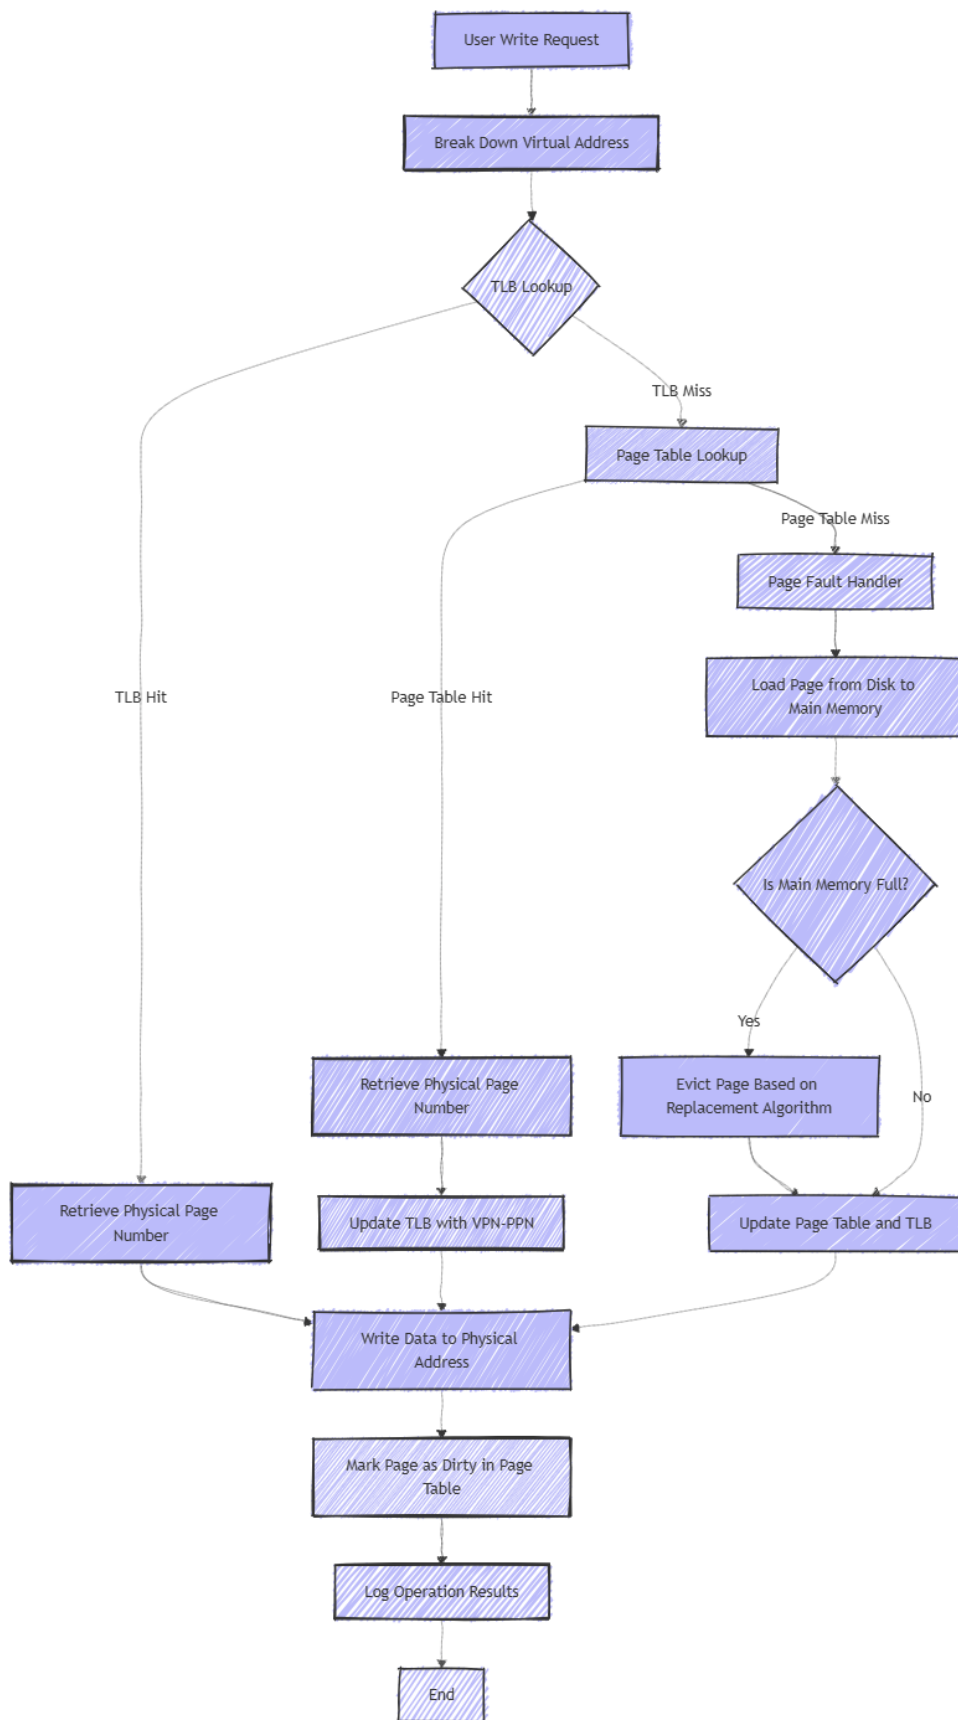 User Write Request
Break Down Virtual Address
TLB Lookup
TLB Miss
Page Table Lookup
Page Table Miss
Page Fault Handler
Load Page from Disk to
Main Memory
TLB Hit
Page Table Hit
Is Main Memory Full?
Yes
No
Retrieve Physical Page
Number
Evict Page Based on
Replacement Algorithm
Retrieve Physical Page
Number
Update TLB with VPN-PPN
Update Page Table and TLB
Write Data to Physical
Address
Mark Page as Dirty in Page
Table
Log Operation Results
End